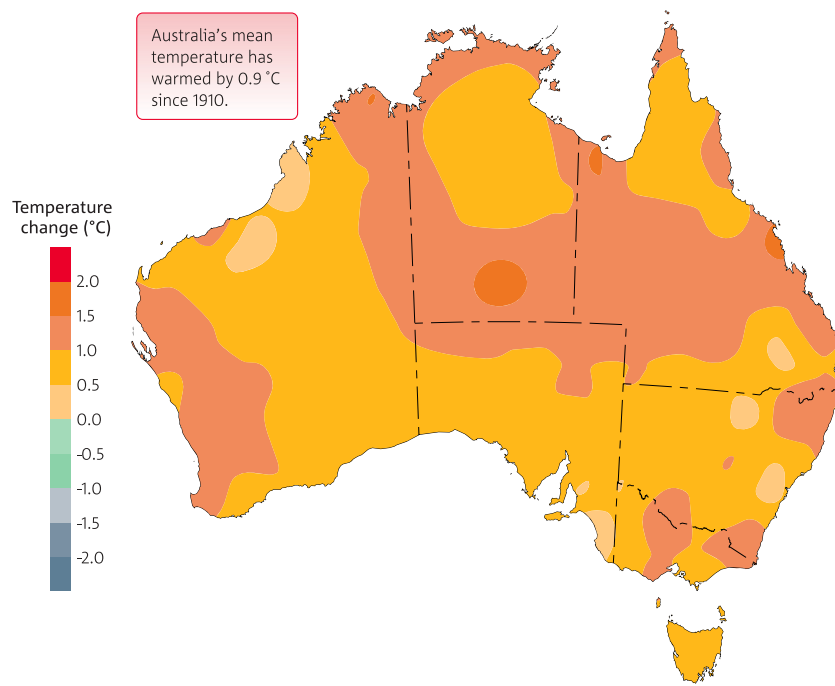 Australia’s mean
temperature has
warmed by 0.9 ˚C
since 1910.
Temperature
change (°C)
2.0
1.5
1.0
0.5
0.0
-0.5
-1.0
-1.5
-2.0